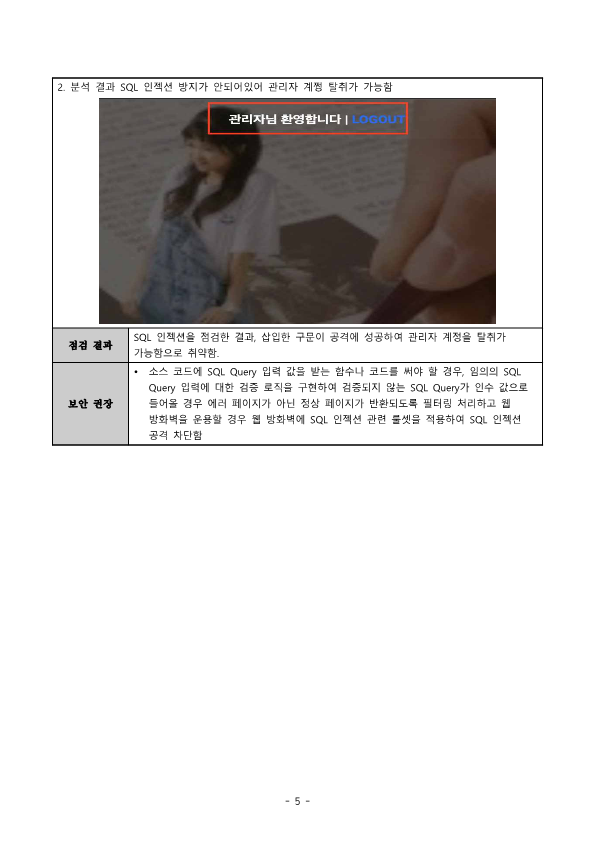 2. 분석 결과 SQL 인젝션 방지가 안되어있어 관리자 계쩡 탈취가 가능함
관리자님 환영합니다 | LOGOUT
점검 결과
SQL 인젝션을 점검한 결과, 삽입한 구문이 공격에 성공하여 관리자 계정을 탈취가
가능함으로 취약함.
보안 권장
• 소스 코드에 SQL Query 입력 값을 받는 함수나 코드를 써야 할 경우, 임의의 SQL
Query 입력에 대한 검증 로직을 구현하여 검증되지 않는 SQL Query가 인수 값으로
들어올 경우 에러 페이지가 아닌 정상 페이지가 반환되도록 필터링 처리하고 웹
방화벽을 운용할 경우 웹 방화벽에 SQL 인젝션 관련 룰셋을 적용하여 SQL 인젝션
공격 차단함
- 5 -